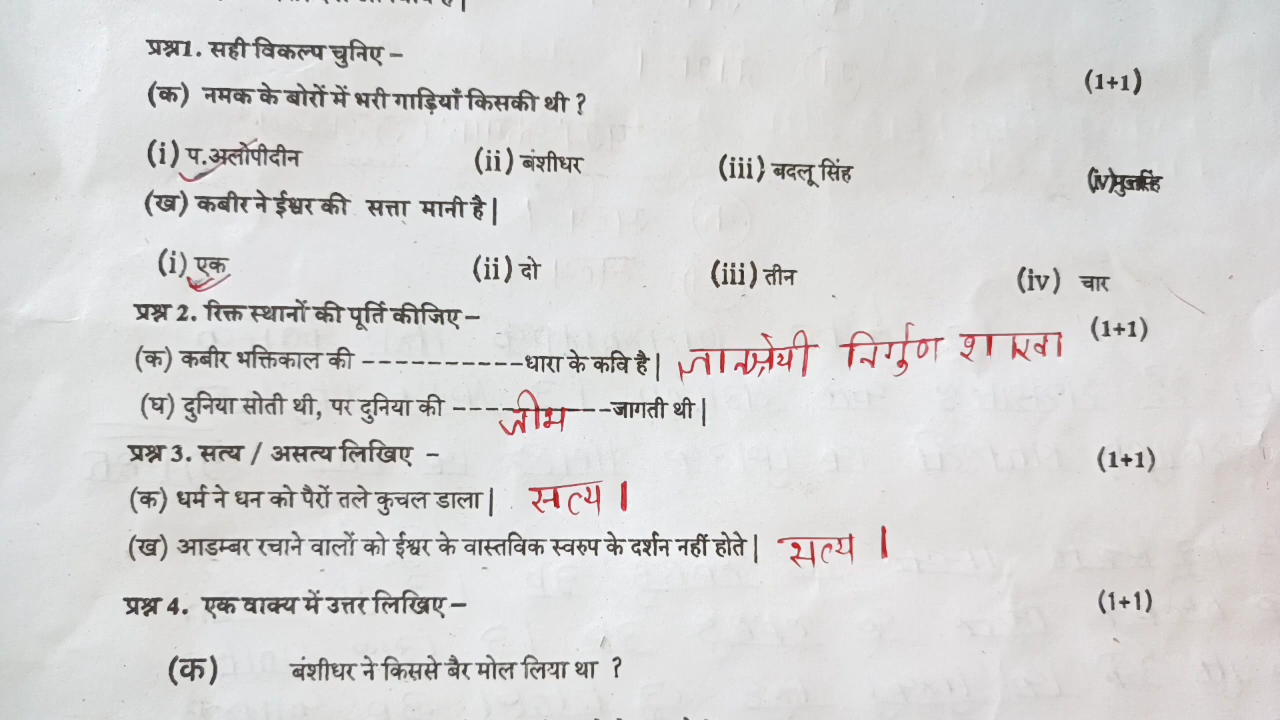 प्रश्न1. सही विकल्प चुनिए –
(1+1)
(क) नमक के बोरों में भरी गाड़ियाँ किसकी थी ?
(i) प.अलोपीदीन (ii) बंशीधर (iii) बदलू सिंह (iv)
(ख) कबीर ने ईश्वर की सत्ता मानी है |
(i) एक (ii) दो (iii) तीन (iv) चार
प्रश्न 2. रिक्त स्थानों की पूर्ति कीजिए – (1+1)
(क) कबीर भक्तिकाल की ----------- धारा के कवि है | निर्गुण शाखा
(घ) दुनिया सोती थी, पर दुनिया की ----------- जागती थी | जीभ
प्रश्न 3. सत्य / असत्य लिखिए – (1+1)
(क) धर्म ने धन को पैरों तले कुचल डाला | सत्य ।
(ख) आडम्बर रचाने वालों को ईश्वर के वास्तविक स्वरुप के दर्शन नहीं होते | सत्य ।
प्रश्न 4. एक वाक्य में उत्तर लिखिए – (1+1)
(क) बंशीधर ने किससे बैर मोल लिया था ?